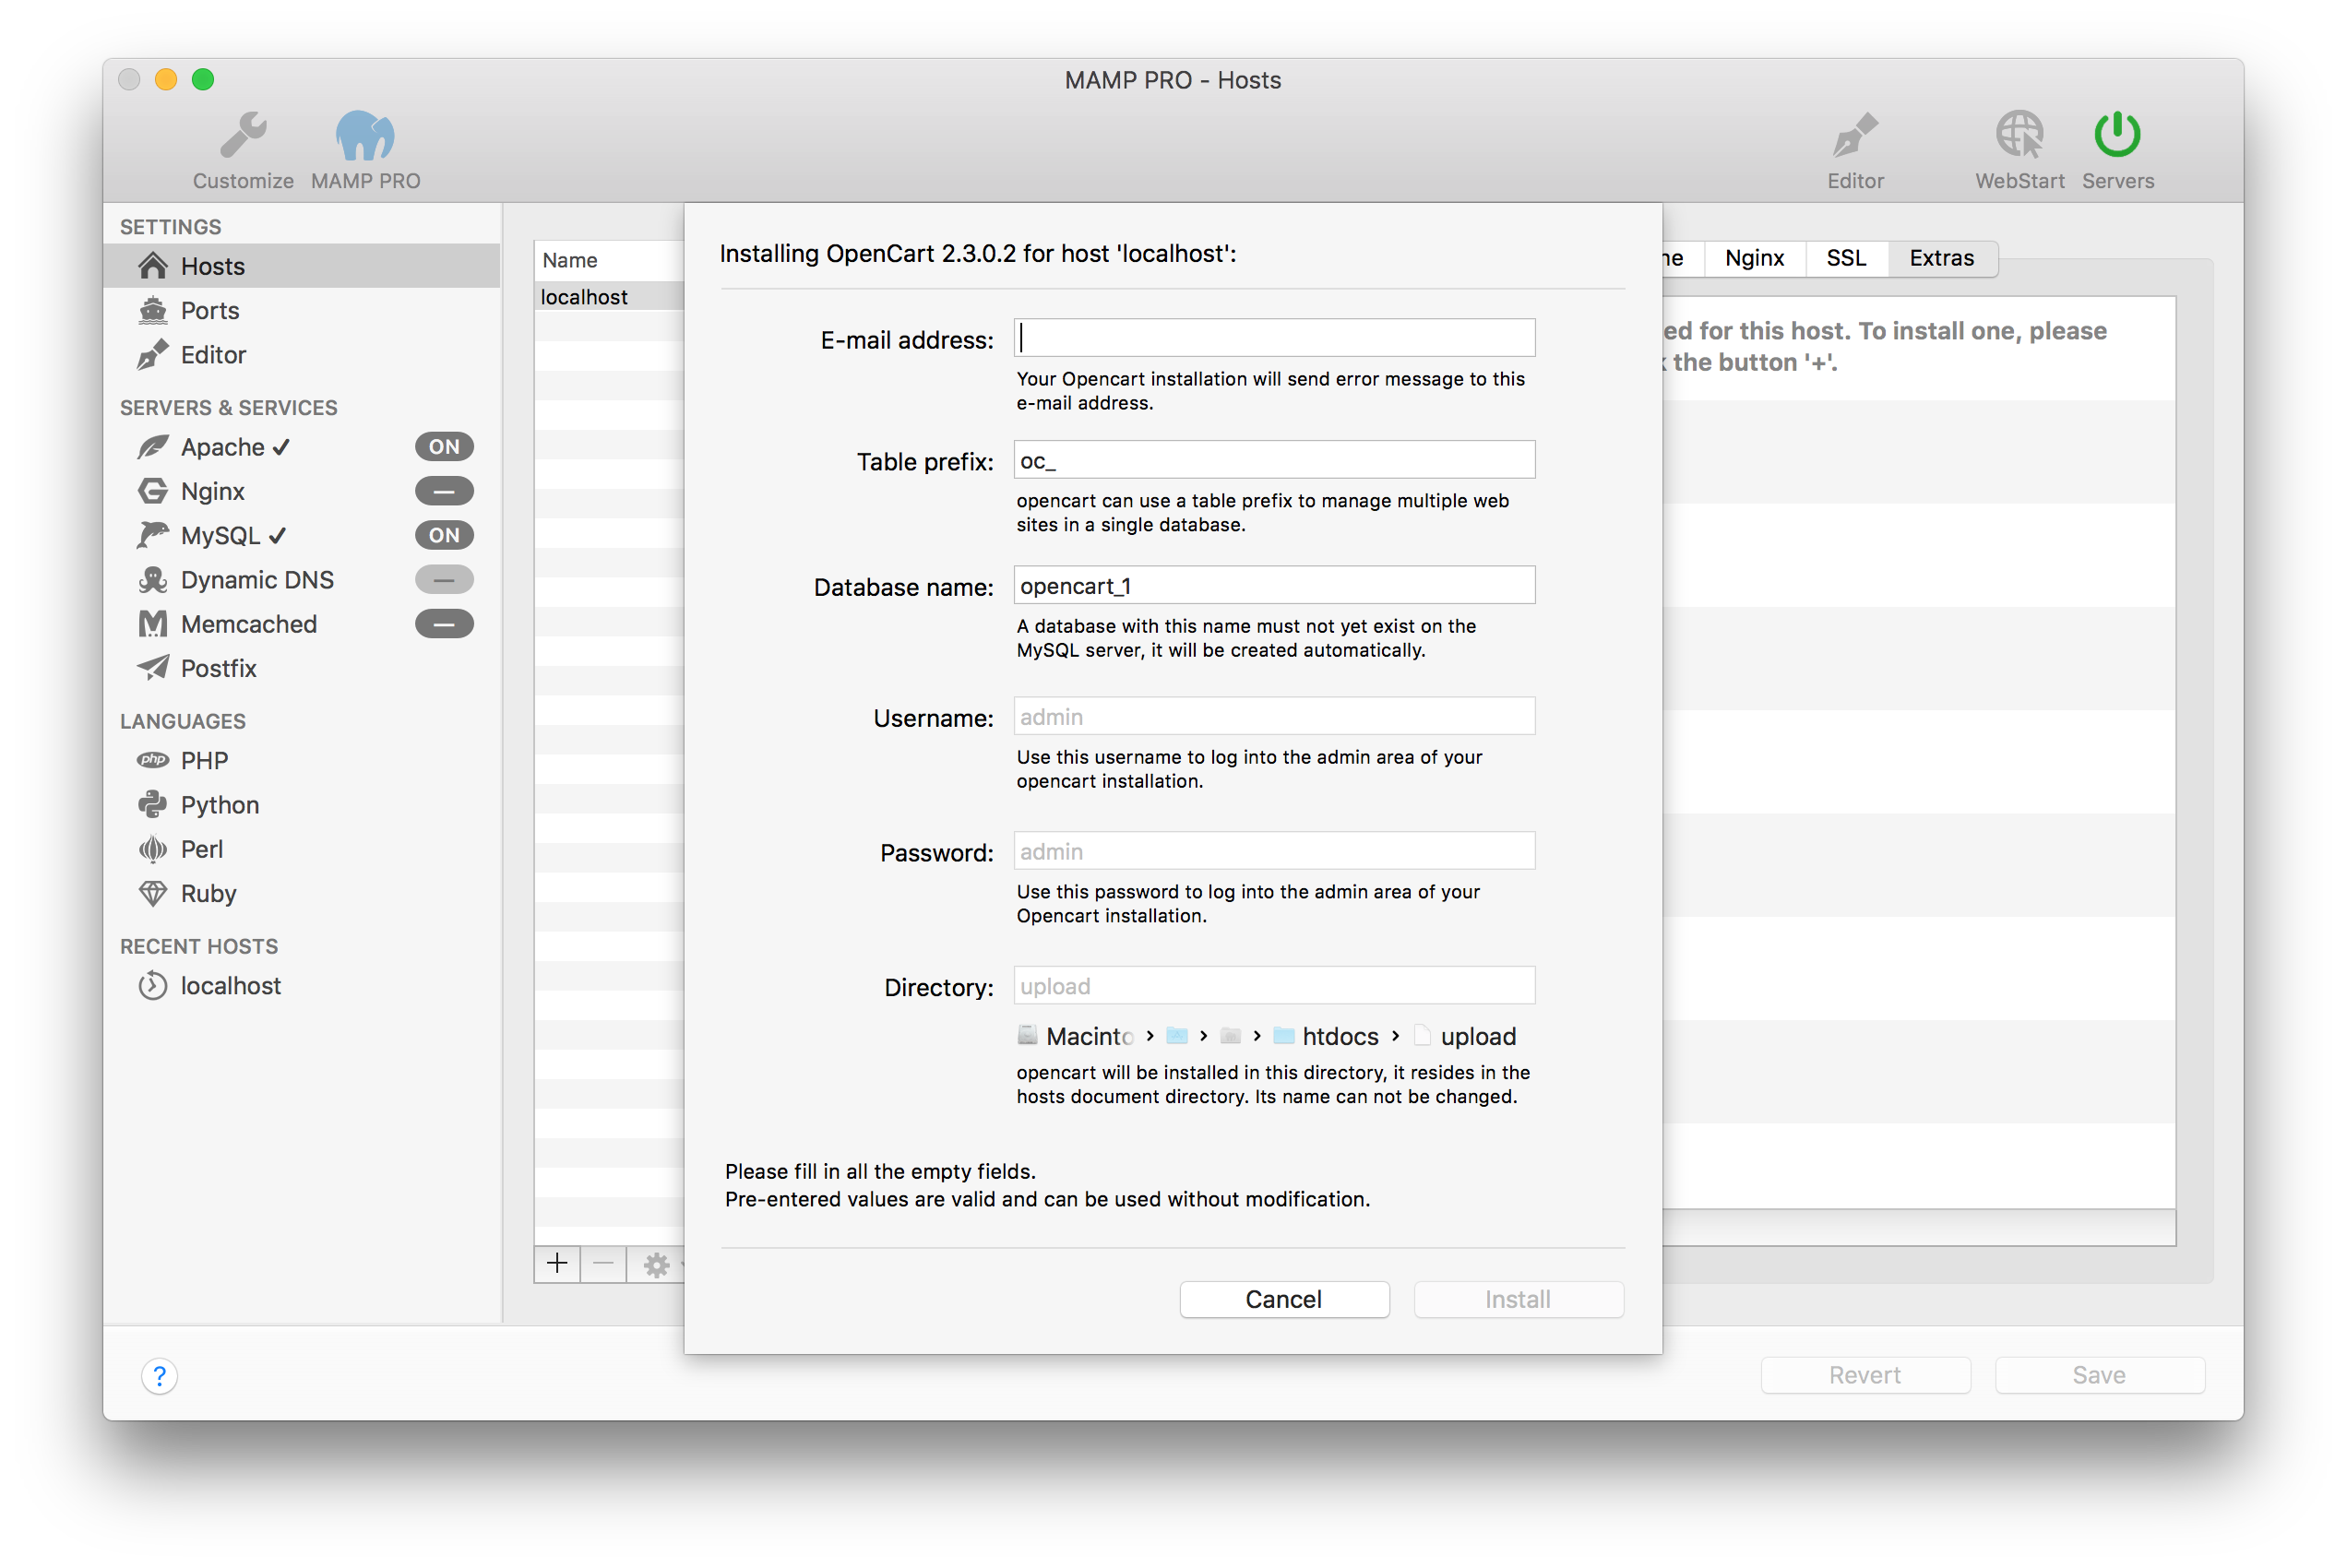 MAMP PRO - Hosts
Customize
MAMP PRO
Editor
WebStart
Servers
SETTINGS
Hosts
Ports
Editor
SERVERS & SERVICES
Apache ✓ ON
Nginx —
MySQL ✓ ON
Dynamic DNS —
Memcached —
Postfix
LANGUAGES
php PHP
Python
Perl
Ruby
RECENT HOSTS
localhost
Name
localhost
Installing OpenCart 2.3.0.2 for host 'localhost':
E-mail address:
Your Opencart installation will send error message to this
e-mail address.
Table prefix: oc_
opencart can use a table prefix to manage multiple web
sites in a single database.
Database name: opencart_1
A database with this name must not yet exist on the
MySQL server, it will be created automatically.
Username: admin
Use this username to log into the admin area of your
opencart installation.
Password: admin
Use this password to log into the admin area of your
Opencart installation.
Directory: upload
Macinto › › › htdocs › upload
opencart will be installed in this directory, it resides in the
hosts document directory. Its name can not be changed.
Please fill in all the empty fields.
Pre-entered values are valid and can be used without modification.
Cancel
Install
Nginx
SSL
Extras
ed for this host. To install one, please
the button '+'.
?
Revert
Save